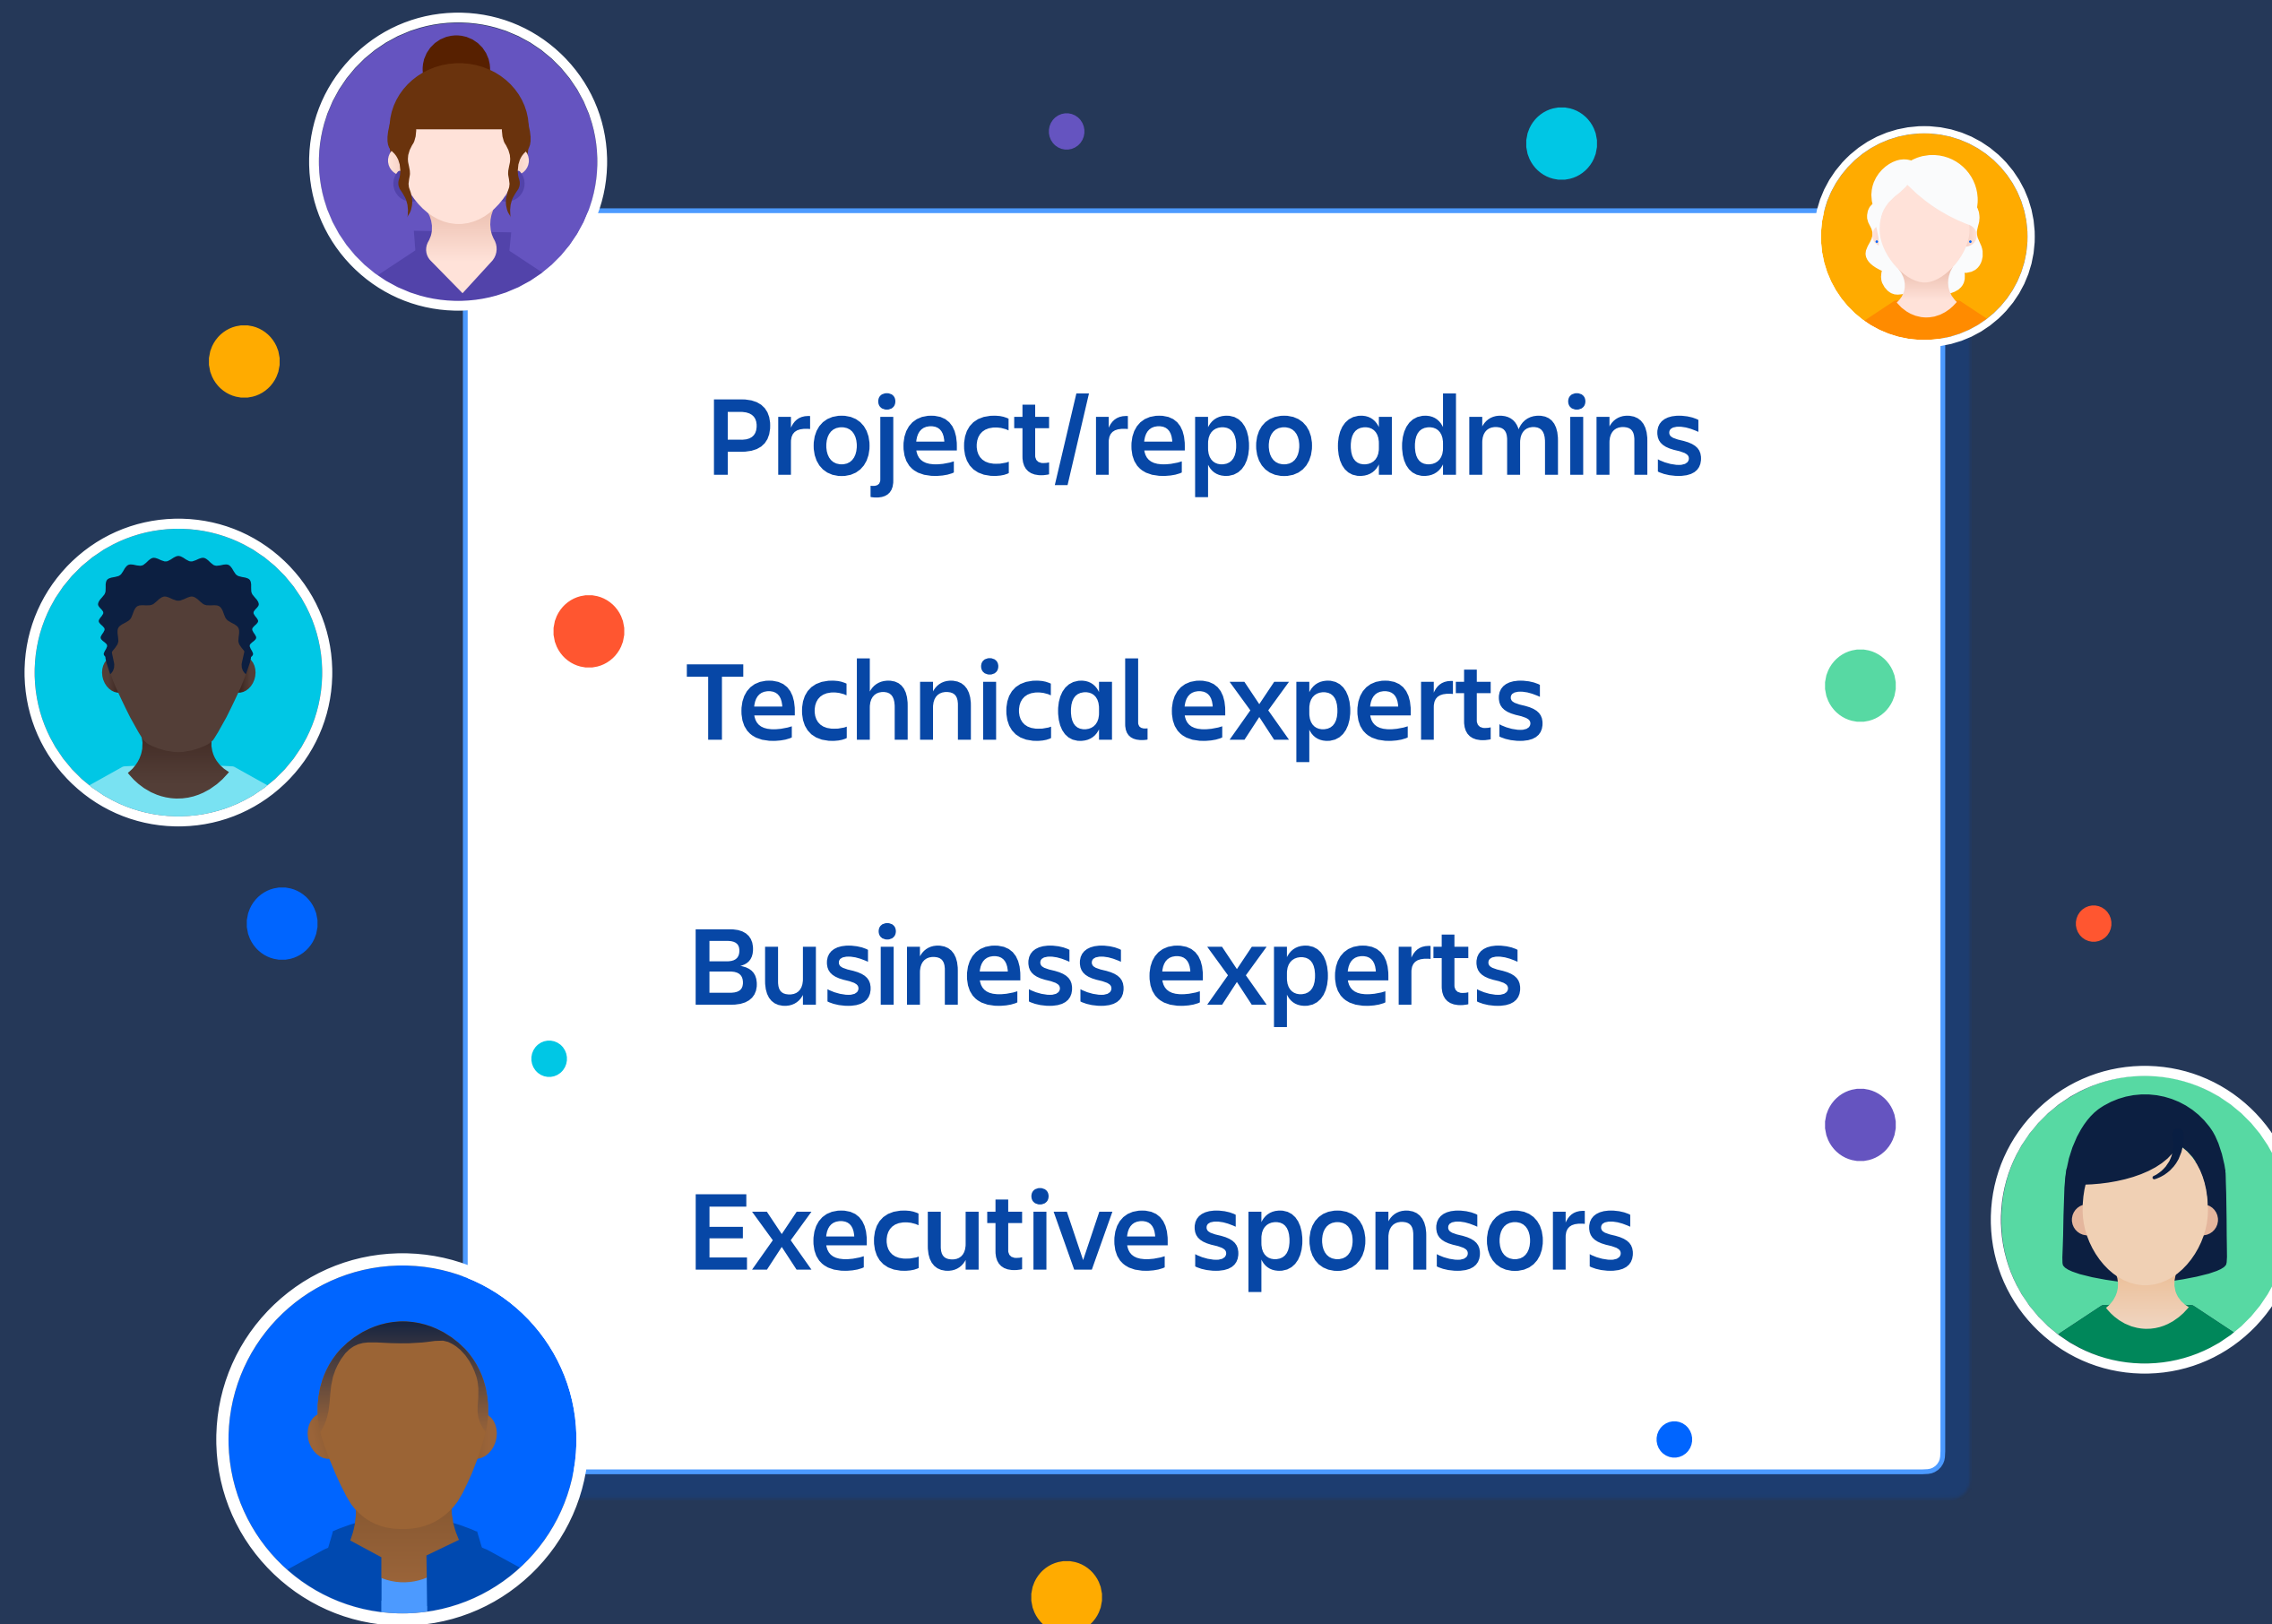 Project/repo admins
Technical experts
Business experts
Executive sponsors